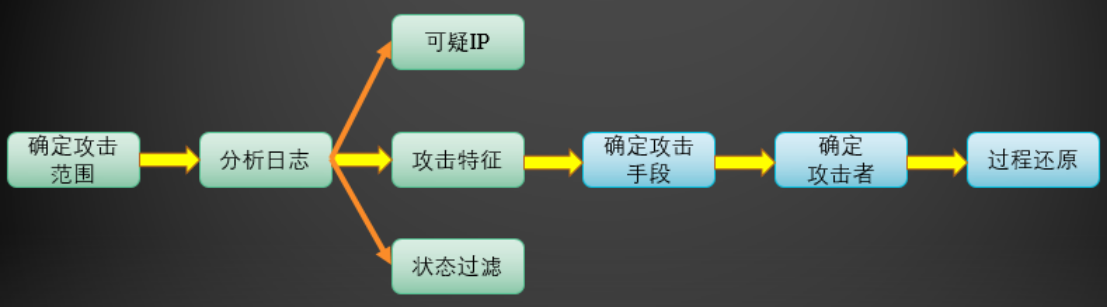 可疑IP
确定攻击
范围
分析日志
攻击特征
确定攻击
手段
确定
攻击者
过程还原
状态过滤